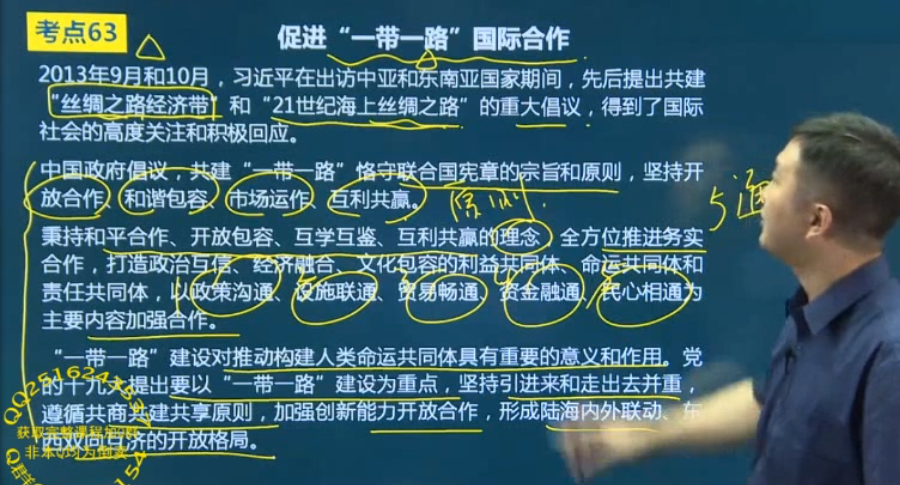 考点63
促进“一带一路”国际合作
2013年9月和10月，习近平在出访中亚和东南亚国家期间，先后提出共建
“丝绸之路经济带”和“21世纪海上丝绸之路”的重大倡议，得到了国际
社会的高度关注和积极回应。
中国政府倡议，共建“一带一路”恪守联合国宪章的宗旨和原则，坚持开
放合作、和谐包容、市场运作、互利共赢。
原则
5通
秉持和平合作、开放包容、互学互鉴、互利共赢的理念，全方位推进务实
合作，打造政治互信、经济融合、文化包容的利益共同体、命运共同体和
责任共同体，以政策沟通、设施联通、贸易畅通、资金融通、民心相通为
主要内容加强合作。
“一带一路”建设对推动构建人类命运共同体具有重要的意义和作用。党
的十九大提出要以“一带一路”建设为重点，坚持引进来和走出去并重，
遵循共商共建共享原则，加强创新能力开放合作，形成陆海内外联动、东
西双向互济的开放格局。
获取完整课程加群